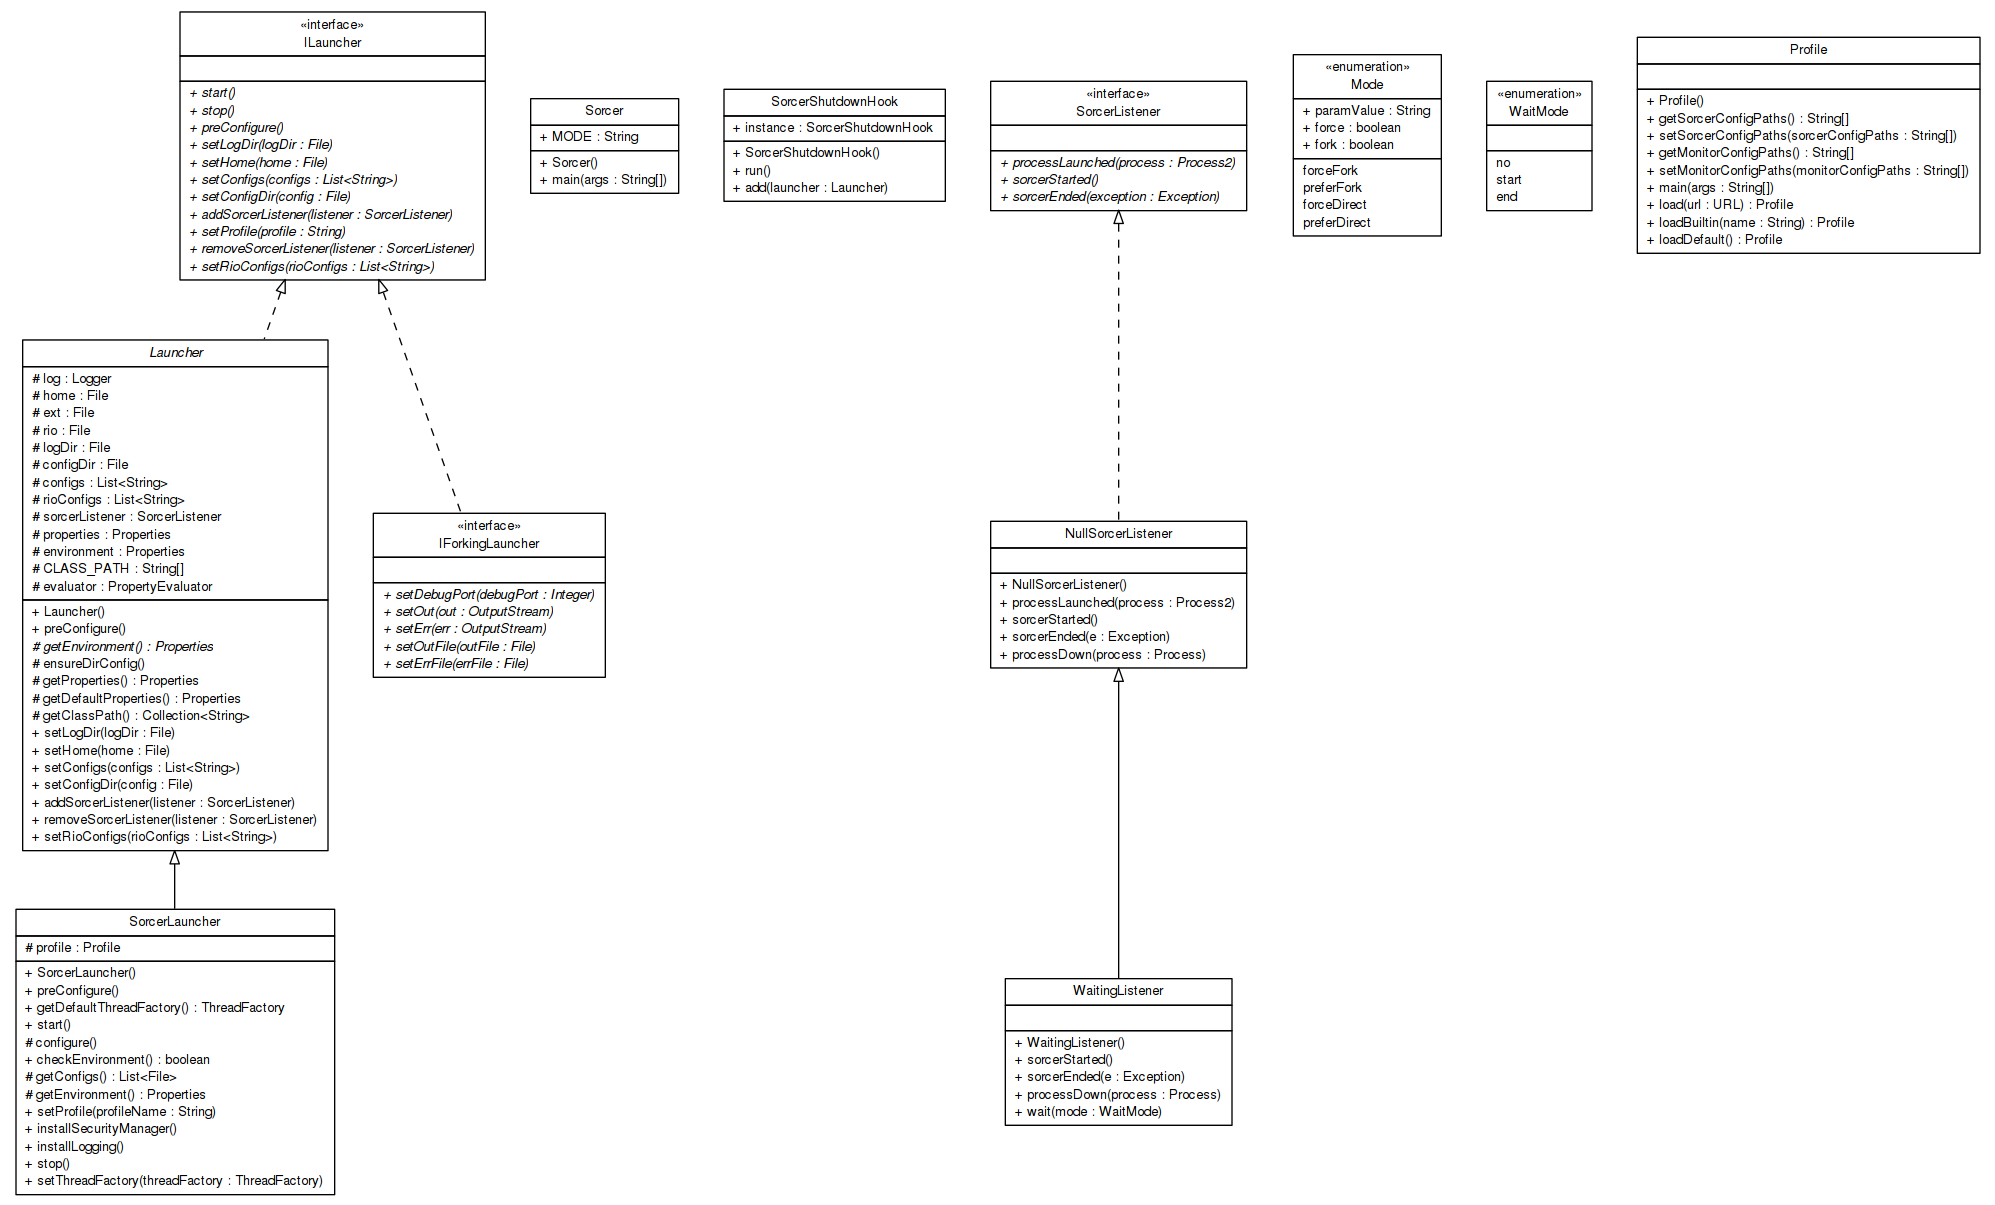 «interface»
ILauncher
+ start()
+ stop()
+ preConfigure()
+ setLogDir(logDir : File)
+ setHome(home : File)
+ setConfigs(configs : List<String>)
+ setConfigDir(config : File)
+ addSorcerListener(listener : SorcerListener)
+ setProfile(profile : String)
+ removeSorcerListener(listener : SorcerListener)
+ setRioConfigs(rioConfigs : List<String>)
Sorcer
+ MODE : String
+ Sorcer()
+ main(args : String[])
SorcerShutdownHook
+ instance : SorcerShutdownHook
+ SorcerShutdownHook()
+ run()
+ add(launcher : Launcher)
«interface»
SorcerListener
+ processLaunched(process : Process2)
+ sorcerStarted()
+ sorcerEnded(exception : Exception)
«enumeration»
Mode
+ paramValue : String
+ force : boolean
+ fork : boolean
forceFork
preferFork
forceDirect
preferDirect
«enumeration»
WaitMode
no
start
end
Profile
+ Profile()
+ getSorcerConfigPaths() : String[]
+ setSorcerConfigPaths(sorcerConfigPaths : String[])
+ getMonitorConfigPaths() : String[]
+ setMonitorConfigPaths(monitorConfigPaths : String[])
+ main(args : String[])
+ load(url : URL) : Profile
+ loadBuiltin(name : String) : Profile
+ loadDefault() : Profile
Launcher
# log : Logger
# home : File
# ext : File
# rio : File
# logDir : File
# configDir : File
# configs : List<String>
# rioConfigs : List<String>
# sorcerListener : SorcerListener
# properties : Properties
# environment : Properties
# CLASS_PATH : String[]
# evaluator : PropertyEvaluator
+ Launcher()
+ preConfigure()
# getEnvironment() : Properties
# ensureDirConfig()
# getProperties() : Properties
# getDefaultProperties() : Properties
# getClassPath() : Collection<String>
+ setLogDir(logDir : File)
+ setHome(home : File)
+ setConfigs(configs : List<String>)
+ setConfigDir(config : File)
+ addSorcerListener(listener : SorcerListener)
+ removeSorcerListener(listener : SorcerListener)
+ setRioConfigs(rioConfigs : List<String>)
«interface»
IForkingLauncher
+ setDebugPort(debugPort : Integer)
+ setOut(out : OutputStream)
+ setErr(err : OutputStream)
+ setOutFile(outFile : File)
+ setErrFile(errFile : File)
NullSorcerListener
+ NullSorcerListener()
+ processLaunched(process : Process2)
+ sorcerStarted()
+ sorcerEnded(e : Exception)
+ processDown(process : Process)
SorcerLauncher
# profile : Profile
+ SorcerLauncher()
+ preConfigure()
+ getDefaultThreadFactory() : ThreadFactory
+ start()
# configure()
+ checkEnvironment() : boolean
# getConfigs() : List<File>
# getEnvironment() : Properties
+ setProfile(profileName : String)
+ installSecurityManager()
+ installLogging()
+ stop()
+ setThreadFactory(threadFactory : ThreadFactory)
WaitingListener
+ WaitingListener()
+ sorcerStarted()
+ sorcerEnded(e : Exception)
+ processDown(process : Process)
+ wait(mode : WaitMode)